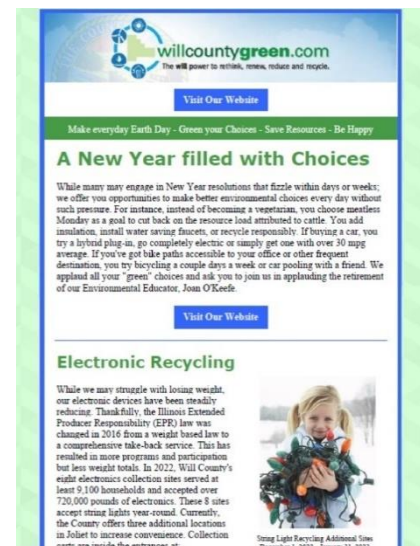 willcountygreen.com
The will power to rethink, renew, reduce and recycle.
Visit Our Website
Make everyday Earth Day - Green your Choices - Save Resources - Be Happy
A New Year filled with Choices
While many may engage in New Year resolutions that fizzle within days or weeks;
we offer you opportunities to make better environmental choices every day without
such pressure. For instance, instead of becoming a vegetarian, you choose meatless
Monday as a goal to cut back on the resource load attributed to cattle. You add
insulation, install water saving faucets, or recycle responsibly. If buying a car, you
try a hybrid plug-in, go completely electric or simply get one with over 30 mpg
average. If you've got bike paths accessible to your office or other frequent
destination, you try bicycling a couple days a week or car pooling with a friend. We
applaud all your "green" choices and ask you to join us in applauding the retirement
of our Environmental Educator, Joan O'Keefe.
Visit Our Website
Electronic Recycling
While we may struggle with losing weight,
our electronic devices have been steadily
reducing. Thankfully, the Illinois Extended
Producer Responsibility (EPR) law was
changed in 2016 from a weight based law to
a comprehensive take-back service. This has
resulted in more programs and participation
but less weight totals. In 2022, Will County's
eight electronics collection sites served at
least 9,100 households and accepted over
720,000 pounds of electronics. These 8 sites
accept string lights year-round. Currently,
the County offers three additional locations
in Joliet to increase convenience. Collection
carts are inside the entrances at
String Light Recycling Additional Sites